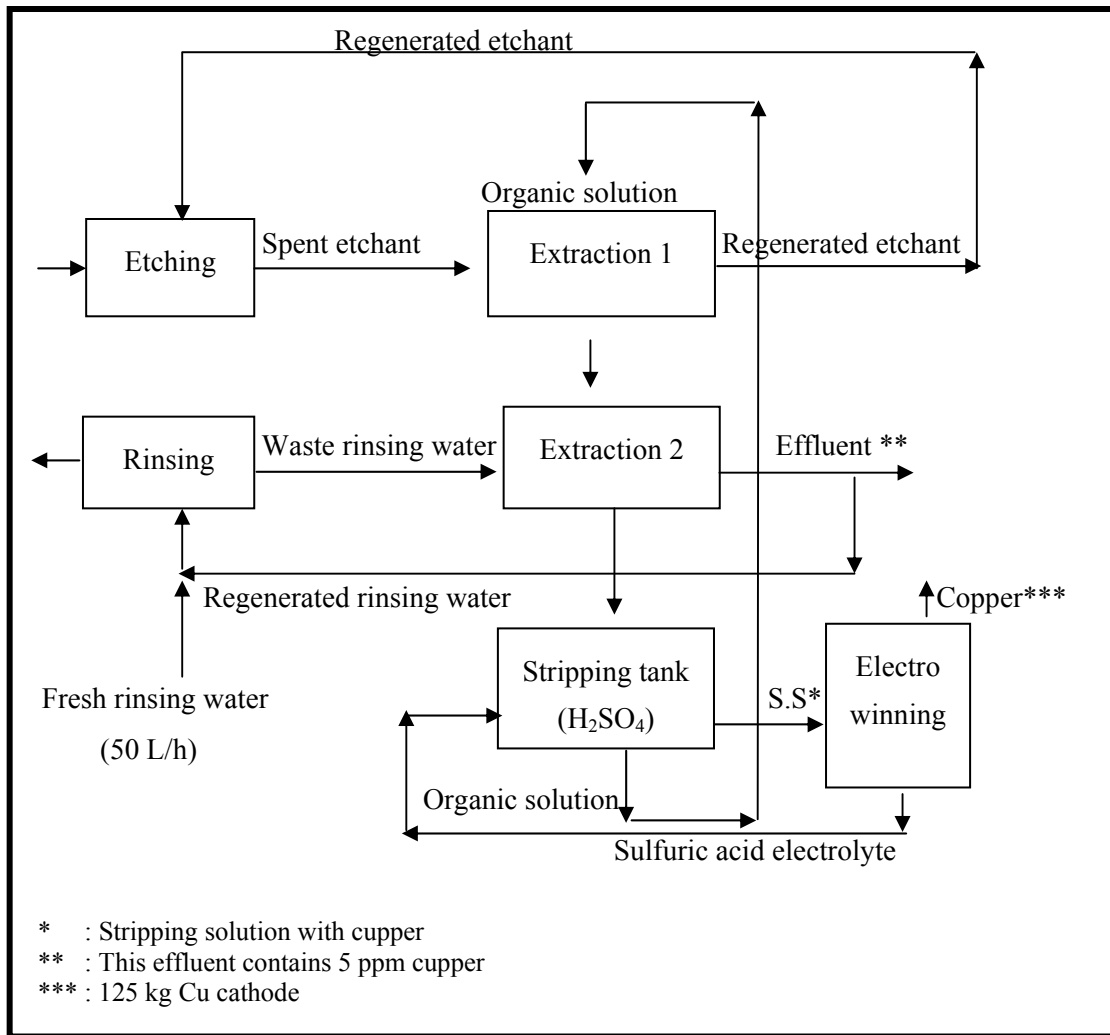 Regenerated etchant
Organic solution
Etching
Spent etchant
Extraction 1
Regenerated etchant
Rinsing
Waste rinsing water
Extraction 2
Effluent **
Regenerated rinsing water
Copper***
Fresh rinsing water
(50 L/h)
Stripping tank
(H₂SO₄)
S.S*
Electro
winning
Organic solution
Sulfuric acid electrolyte
* : Stripping solution with cupper
** : This effluent contains 5 ppm cupper
*** : 125 kg Cu cathode